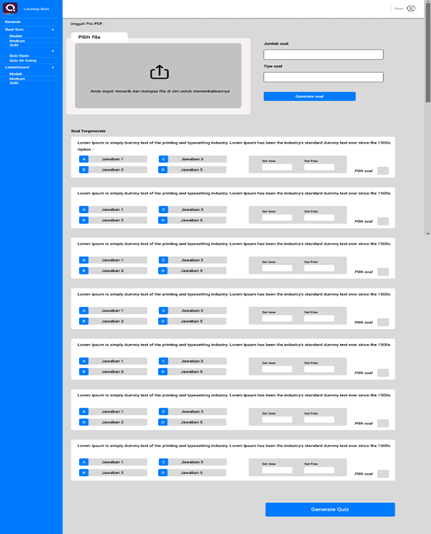 LevelUp Quiz
Beranda
Buat Quiz
Mudah
Medium
Sulit
Quiz Open
Quiz On Going
Leaderboard
Mudah
Medium
Sulit
Unggah File PDF :
Pilih file
Anda dapat menarik dan melepas file di sini untuk menambahkannya
Jumlah soal
Tipe soal
Generate soal
Soal Tergenerate
Lorem Ipsum is simply dummy text of the printing and typesetting industry. Lorem Ipsum has been the industry's standard dummy text ever since the 1500s
Option :
A Jawaban 1 C Jawaban 3
B Jawaban 2 D Jawaban 5
Set time Set Poin
Pilih soal
Lorem Ipsum is simply dummy text of the printing and typesetting industry. Lorem Ipsum has been the industry's standard dummy text ever since the 1500s
A Jawaban 1 C Jawaban 3
B Jawaban 2 D Jawaban 5
Set time Set Poin
Pilih soal
Lorem Ipsum is simply dummy text of the printing and typesetting industry. Lorem Ipsum has been the industry's standard dummy text ever since the 1500s
A Jawaban 1 C Jawaban 3
B Jawaban 2 D Jawaban 5
Set time Set Poin
Pilih soal
Lorem Ipsum is simply dummy text of the printing and typesetting industry. Lorem Ipsum has been the industry's standard dummy text ever since the 1500s
A Jawaban 1 C Jawaban 3
B Jawaban 2 D Jawaban 5
Set time Set Poin
Pilih soal
Lorem Ipsum is simply dummy text of the printing and typesetting industry. Lorem Ipsum has been the industry's standard dummy text ever since the 1500s
A Jawaban 1 C Jawaban 3
B Jawaban 2 D Jawaban 5
Set time Set Poin
Pilih soal
Lorem Ipsum is simply dummy text of the printing and typesetting industry. Lorem Ipsum has been the industry's standard dummy text ever since the 1500s
A Jawaban 1 C Jawaban 3
B Jawaban 2 D Jawaban 5
Set time Set Poin
Pilih soal
Lorem Ipsum is simply dummy text of the printing and typesetting industry. Lorem Ipsum has been the industry's standard dummy text ever since the 1500s
A Jawaban 1 C Jawaban 3
B Jawaban 2 D Jawaban 5
Set time Set Poin
Pilih soal
Generate Quiz